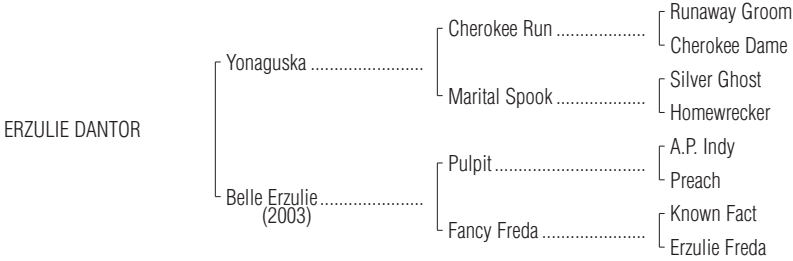 Runaway Groom
Cherokee Run ....................
Cherokee Dame
Yonaguska ........................
Silver Ghost
Marital Spook ....................
Homewrecker
ERZULIE DANTOR
A.P. Indy
Pulpit ................................
Preach
Belle Erzulie ......................
(2003)
Known Fact
Fancy Freda .......................
Erzulie Freda